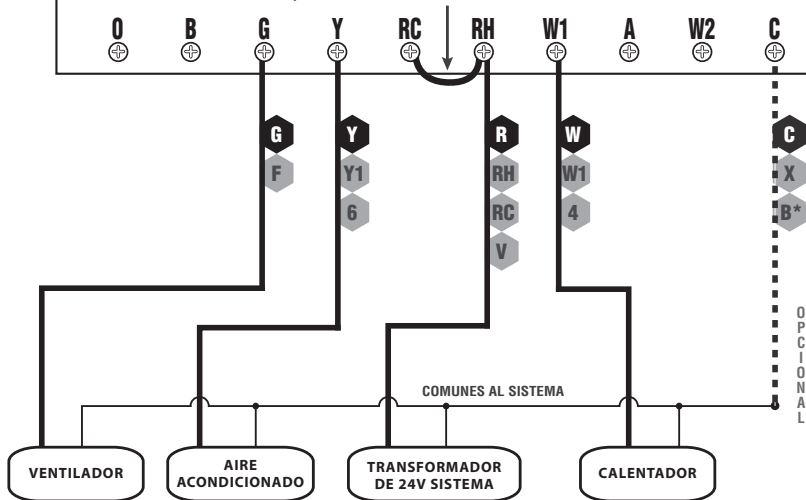 O B G Y RC RH W1 A W2 C
G Y R W C
F Y1 RH W1 X
6 RC 4 B*
V
OPCIONAL
COMUNES AL SISTEMA
VENTILADOR
AIRE
ACONDICIONADO
TRANSFORMADOR
DE 24V SISTEMA
CALENTADOR